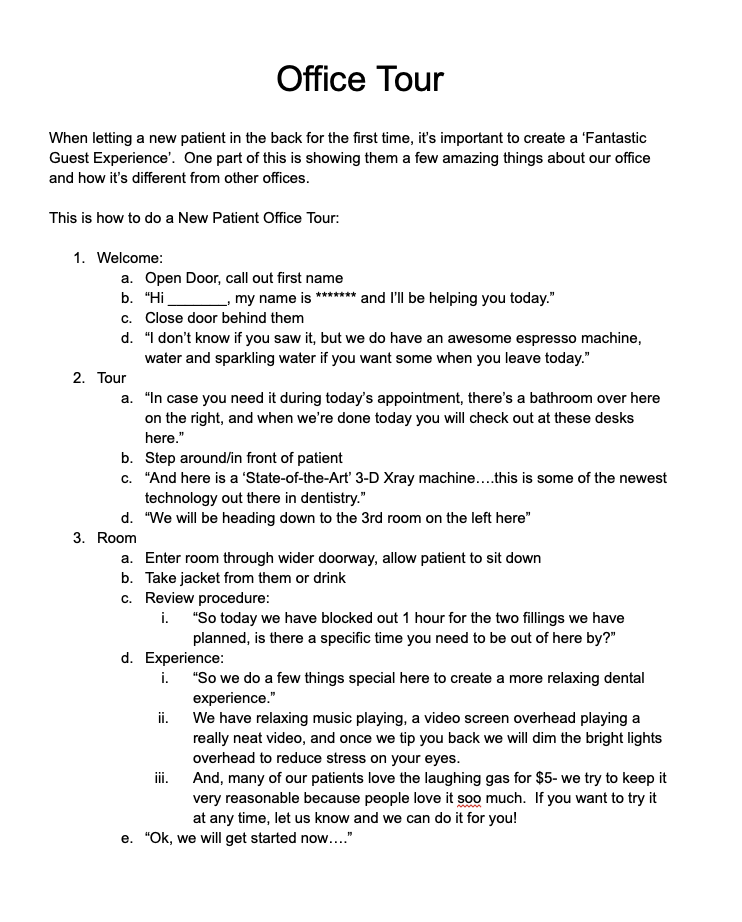 Office Tour
When letting a new patient in the back for the first time, it’s important to create a ‘Fantastic
Guest Experience’.  One part of this is showing them a few amazing things about our office
and how it’s different from other offices.
This is how to do a New Patient Office Tour:
1. Welcome:
a. Open Door, call out first name
b. “Hi _______, my name is ******* and I’ll be helping you today.”
c. Close door behind them
d. “I don’t know if you saw it, but we do have an awesome espresso machine,
water and sparkling water if you want some when you leave today.”
2. Tour
a. “In case you need it during today’s appointment, there’s a bathroom over here
on the right, and when we’re done today you will check out at these desks
here.”
b. Step around/in front of patient
c. “And here is a ‘State-of-the-Art’ 3-D Xray machine….this is some of the newest
technology out there in dentistry.”
d. “We will be heading down to the 3rd room on the left here”
3. Room
a. Enter room through wider doorway, allow patient to sit down
b. Take jacket from them or drink
c. Review procedure:
i. “So today we have blocked out 1 hour for the two fillings we have
planned, is there a specific time you need to be out of here by?”
d. Experience:
i. “So we do a few things special here to create a more relaxing dental
experience.”
ii. We have relaxing music playing, a video screen overhead playing a
really neat video, and once we tip you back we will dim the bright lights
overhead to reduce stress on your eyes.
iii. And, many of our patients love the laughing gas for $5- we try to keep it
very reasonable because people love it soo much.  If you want to try it
at any time, let us know and we can do it for you!
e. “Ok, we will get started now….”